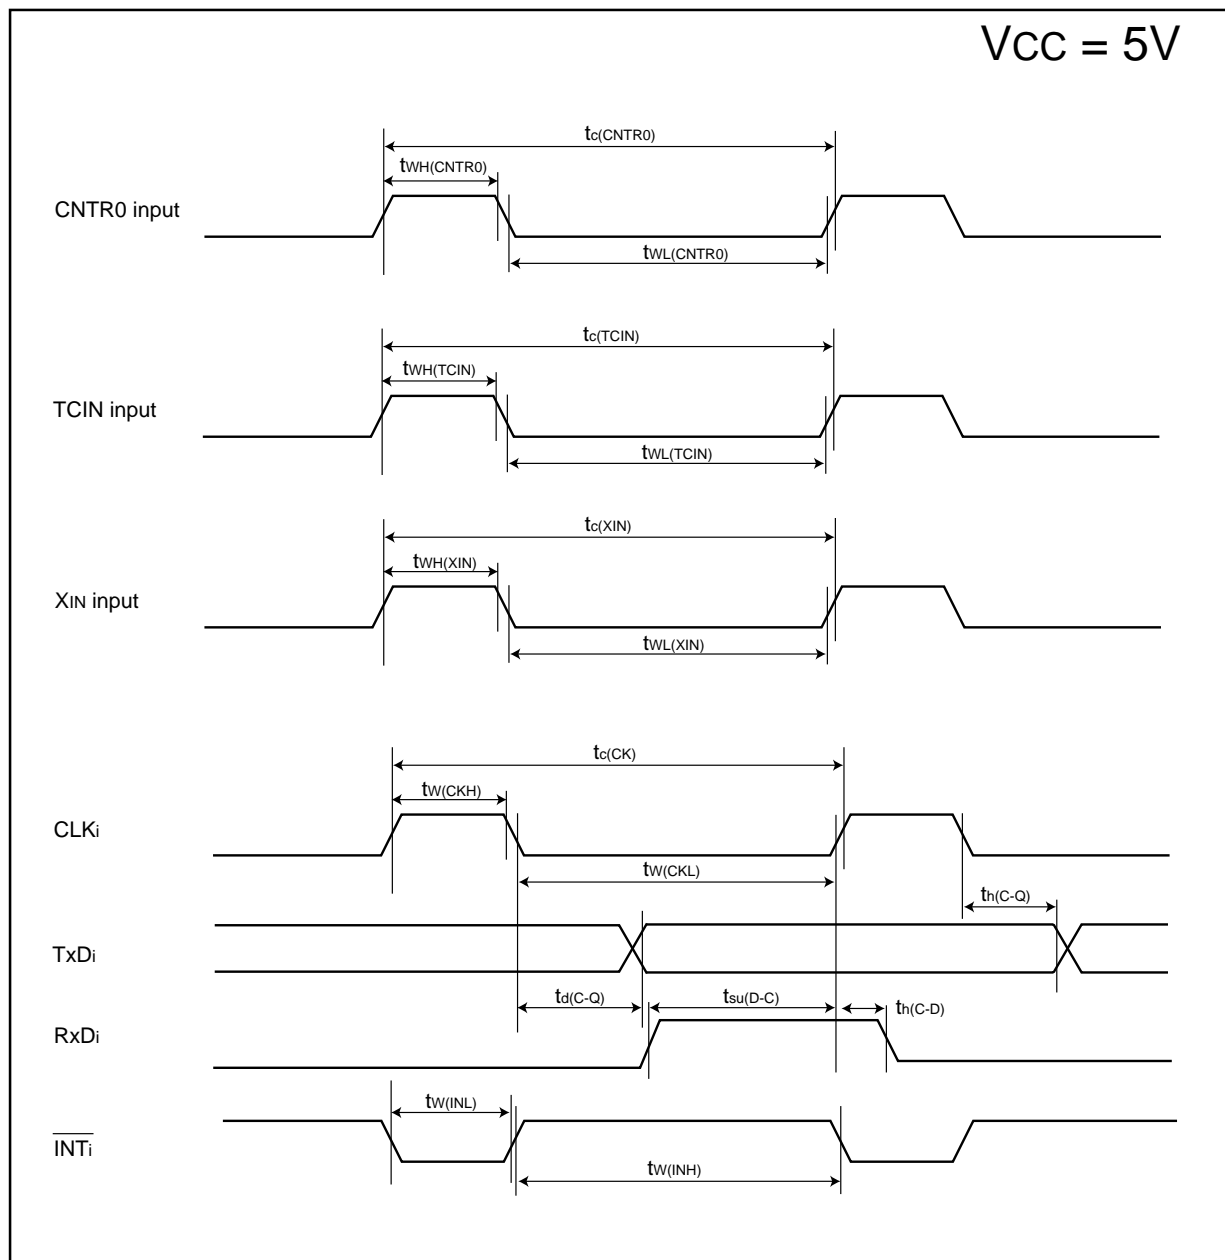 VCC = 5V
tc(CNTR0)
tWH(CNTR0)
CNTR0 input
tWL(CNTR0)
tc(TCIN)
tWH(TCIN)
TCIN input
tWL(TCIN)
tc(XIN)
tWH(XIN)
XIN input
tWL(XIN)
tc(CK)
tW(CKH)
CLKi
tW(CKL)
th(C-Q)
TxDi
td(C-Q)
tsu(D-C)
th(C-D)
RxDi
tW(INL)
INTi
tW(INH)